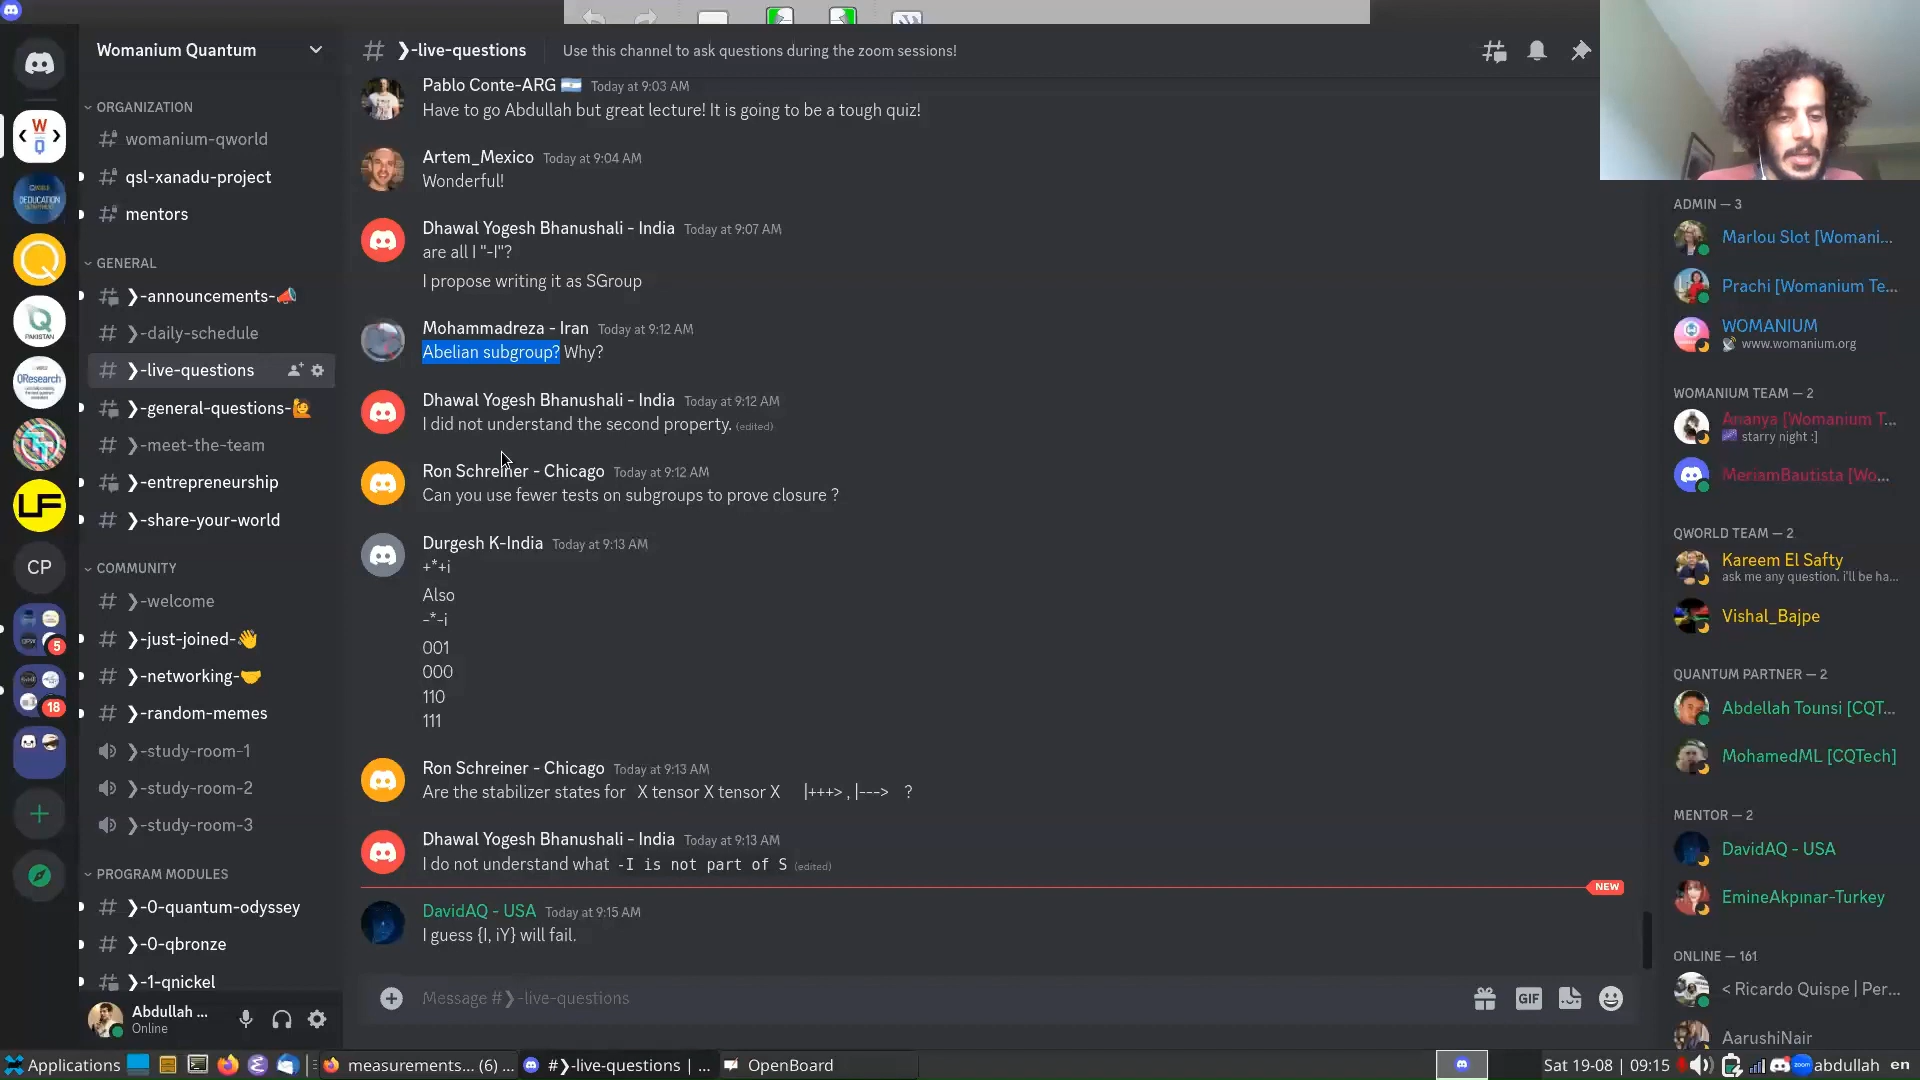 Womanium Quantum
ORGANIZATION
womanium-qworld
qsl-xanadu-project
mentors
GENERAL
❯-announcements-📣
❯-daily-schedule
❯-live-questions
❯-general-questions-🙋
❯-meet-the-team
❯-entrepreneurship
❯-share-your-world
COMMUNITY
❯-welcome
❯-just-joined-👋
❯-networking-🤝
❯-random-memes
❯-study-room-1
❯-study-room-2
❯-study-room-3
PROGRAM MODULES
❯-0-quantum-odyssey
❯-0-qbronze
❯-1-qnickel
Abdullah ...
Online
W
Q
QResearch
LF
CP
5
18
❯-live-questions
Use this channel to ask questions during the zoom sessions!
Pablo Conte-ARG 🇦🇷 Today at 9:03 AM
Have to go Abdullah but great lecture! It is going to be a tough quiz!
Artem_Mexico Today at 9:04 AM
Wonderful!
Dhawal Yogesh Bhanushali - India Today at 9:07 AM
are all I "-I"?
I propose writing it as SGroup
Mohammadreza - Iran Today at 9:12 AM
Abelian subgroup? Why?
Dhawal Yogesh Bhanushali - India Today at 9:12 AM
I did not understand the second property. (edited)
Ron Schreiner - Chicago Today at 9:12 AM
Can you use fewer tests on subgroups to prove closure ?
Durgesh K-India Today at 9:13 AM
+*+i
Also
-*-i
001
000
110
111
Ron Schreiner - Chicago Today at 9:13 AM
Are the stabilizer states for X tensor X tensor X |+++> , |---> ?
Dhawal Yogesh Bhanushali - India Today at 9:13 AM
I do not understand what -I is not part of S (edited)
NEW
DavidAQ - USA Today at 9:15 AM
I guess {I, iY} will fail.
Message #❯-live-questions
GIF
ADMIN — 3
Marlou Slot [Womani...
Prachi [Womanium Te...
WOMANIUM
www.womanium.org
WOMANIUM TEAM — 2
Ananya [Womanium T...
starry night :]
MeriamBautista [Wo...
QWORLD TEAM — 2
Kareem El Safty
ask me any question. i'll be ha...
Vishal_Bajpe
QUANTUM PARTNER — 2
Abdellah Tounsi [CQT...
MohamedML [CQTech]
MENTOR — 2
DavidAQ - USA
EmineAkpınar-Turkey
ONLINE — 161
< Ricardo Quispe | Per...
AarushiNair
Applications
measurements... (6) ...
#❯-live-questions | ...
OpenBoard
Sat 19-08 | 09:15
abdullah
en